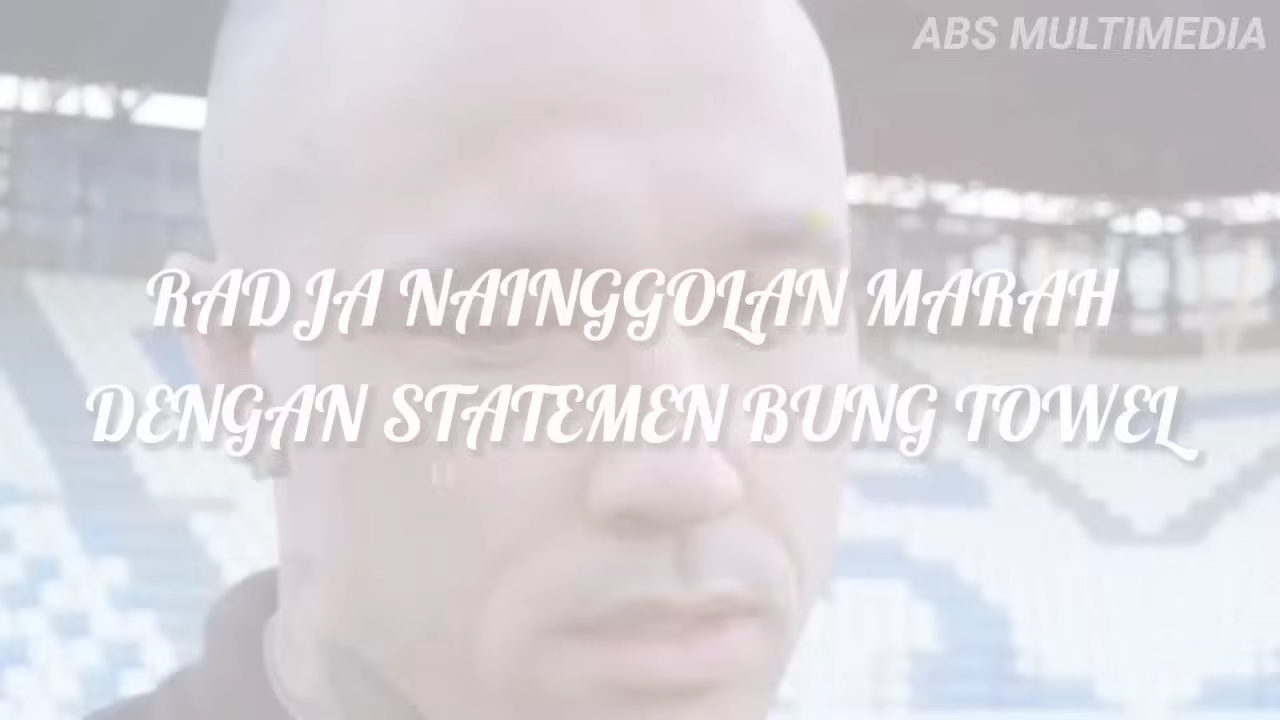 ABS MULTIMEDIA
RADJA NAINGGOLAN MARAH
DENGAN STATEMEN BUNG TOWEL